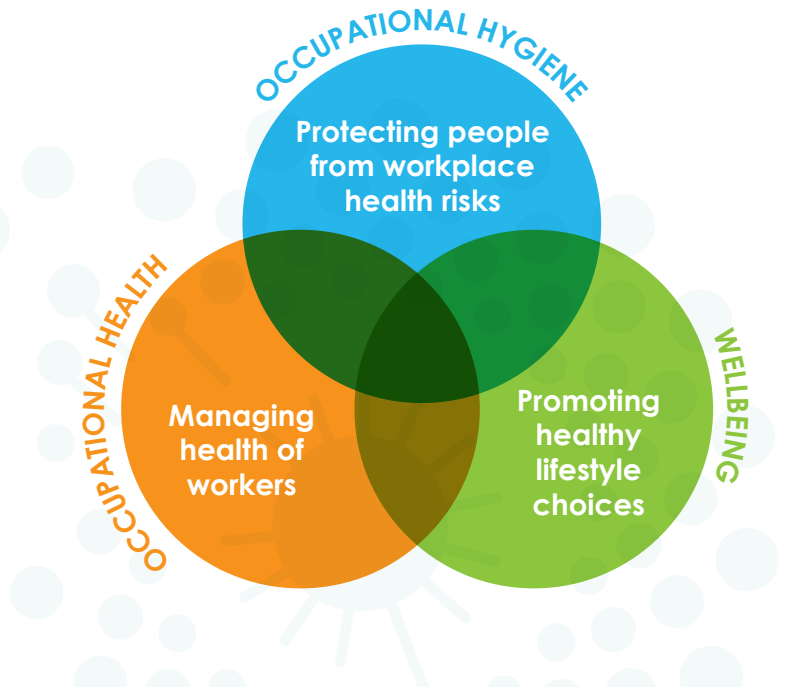 OCCUPATIONAL HYGIENE
Protecting people
from workplace
health risks
OCCUPATIONAL HEALTH
Managing
health of
workers
WELLBEING
Promoting
healthy
lifestyle
choices